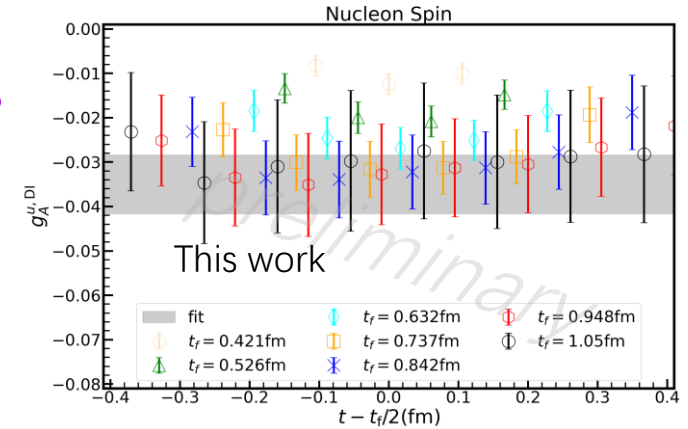 Nucleon Spin
0.00
−0.01
−0.02
−0.03
−0.04
−0.05
−0.06
−0.07
−0.08
g_A^{u, DI}
This work
preliminary
fit
t_f = 0.421fm
t_f = 0.526fm
t_f = 0.632fm
t_f = 0.737fm
t_f = 0.842fm
t_f = 0.948fm
t_f = 1.05fm
−0.4 −0.3 −0.2 −0.1 0.0 0.1 0.2 0.3 0.4
t − t_f/2(fm)